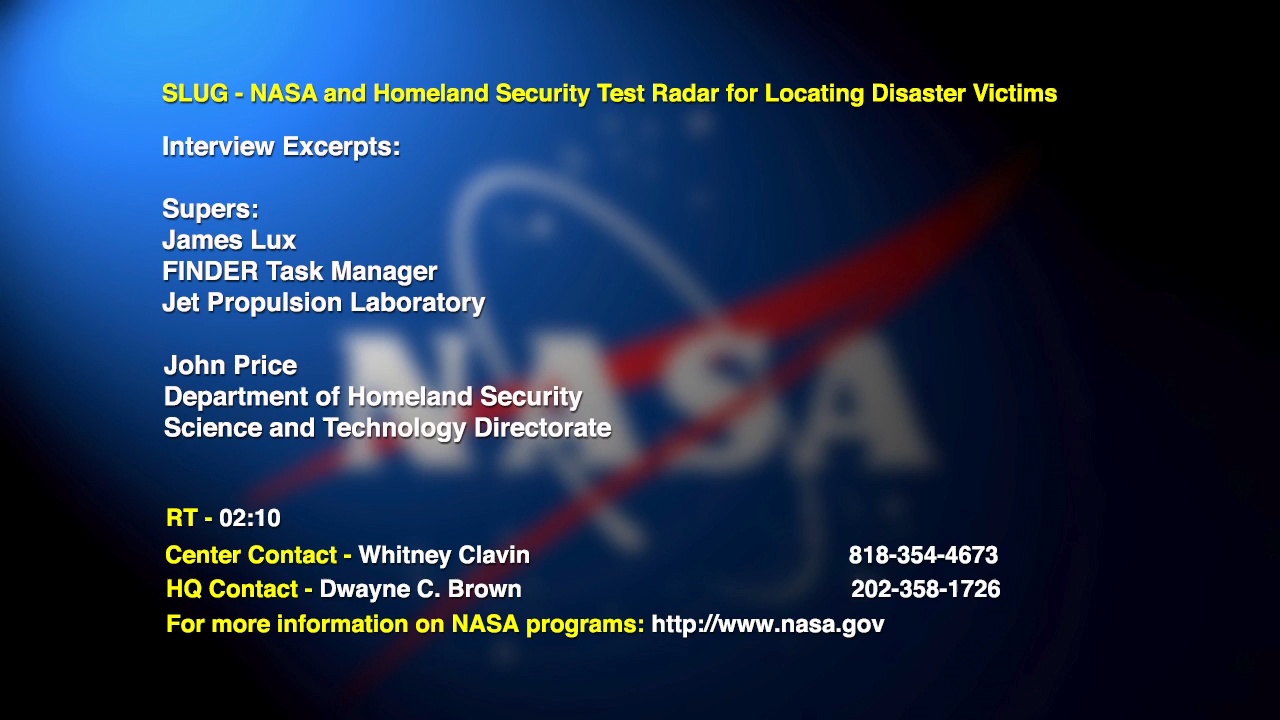 SLUG - NASA and Homeland Security Test Radar for Locating Disaster Victims
Interview Excerpts:
Supers:
James Lux
FINDER Task Manager
Jet Propulsion Laboratory
John Price
Department of Homeland Security
Science and Technology Directorate
NASA
RT - 02:10
Center Contact - Whitney Clavin 818-354-4673
HQ Contact - Dwayne C. Brown 202-358-1726
For more information on NASA programs: http://www.nasa.gov